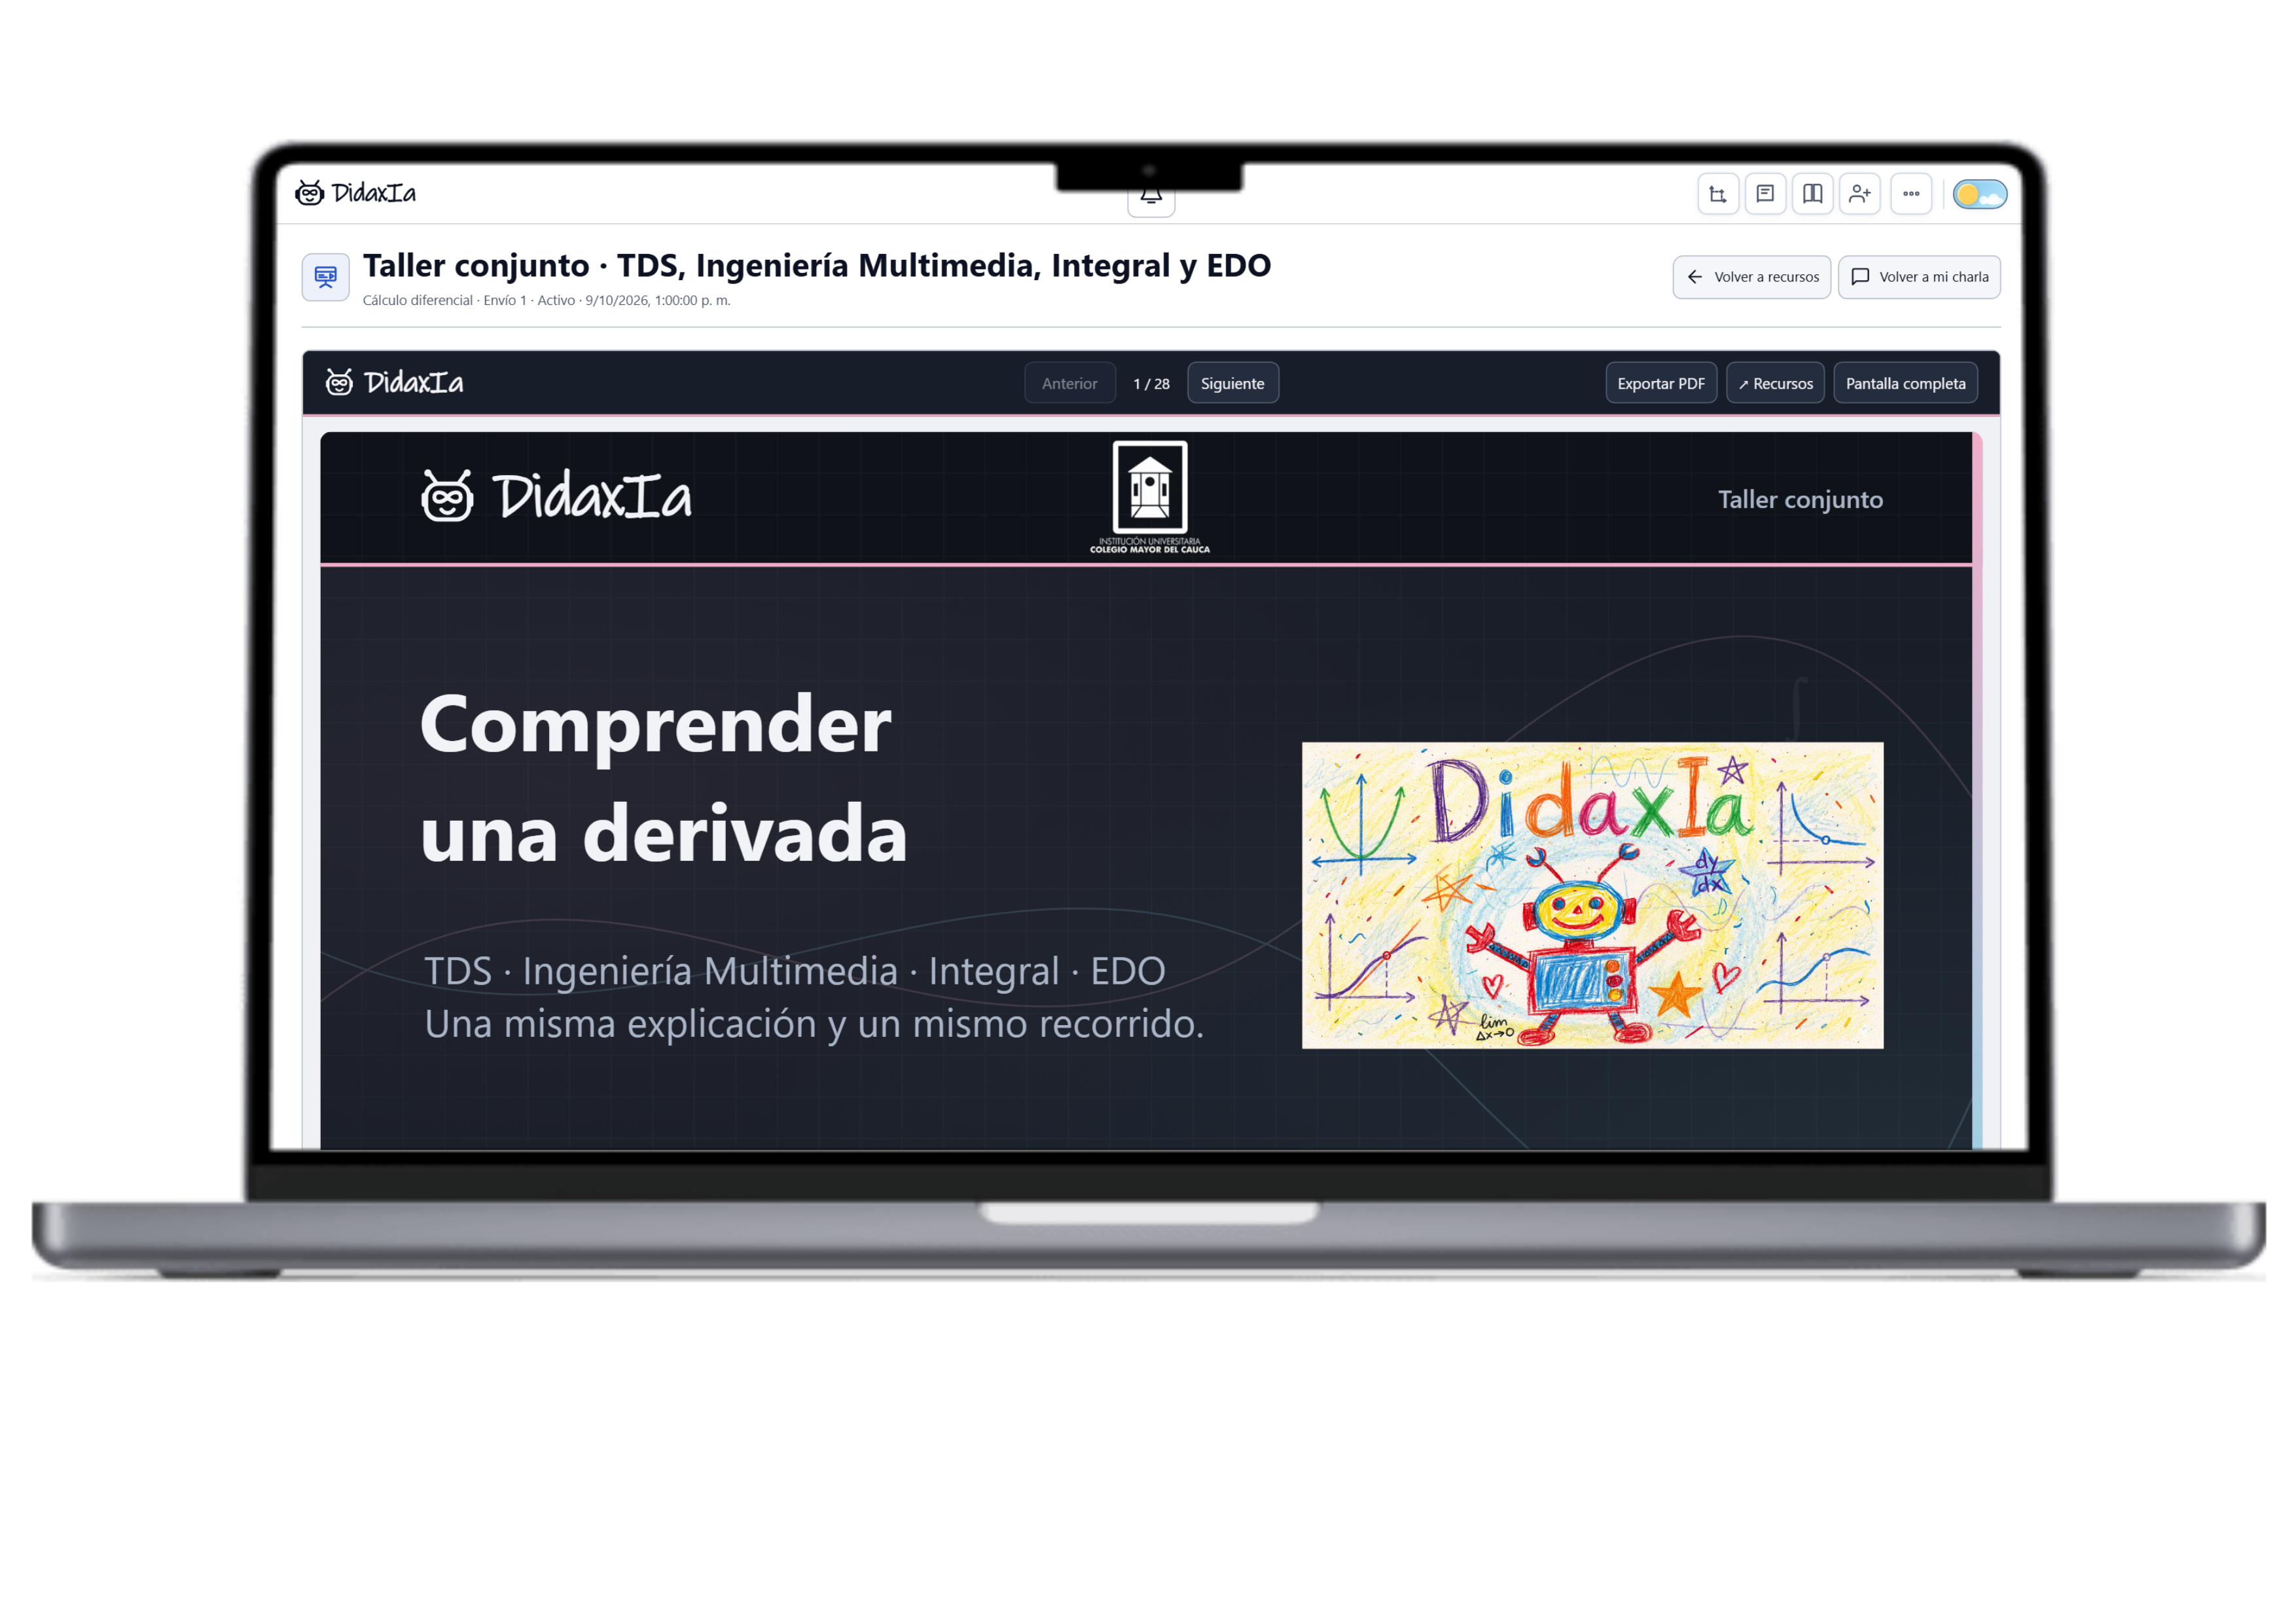 DidaxIa
Taller conjunto · TDS, Ingeniería Multimedia, Integral y EDO
Cálculo diferencial · Envío 1 · Activo · 9/10/2026, 1:00:00 p. m.
Volver a recursos
Volver a mi charla
DidaxIa
Anterior
1 / 28
Siguiente
Exportar PDF
↗ Recursos
Pantalla completa
DidaxIa
INSTITUCIÓN UNIVERSITARIA
COLEGIO MAYOR DEL CAUCA
Taller conjunto
Comprender
una derivada
TDS · Ingeniería Multimedia · Integral · EDO
Una misma explicación y un mismo recorrido.
∫
DidaxIa
dy
dx
lim
Δx→0